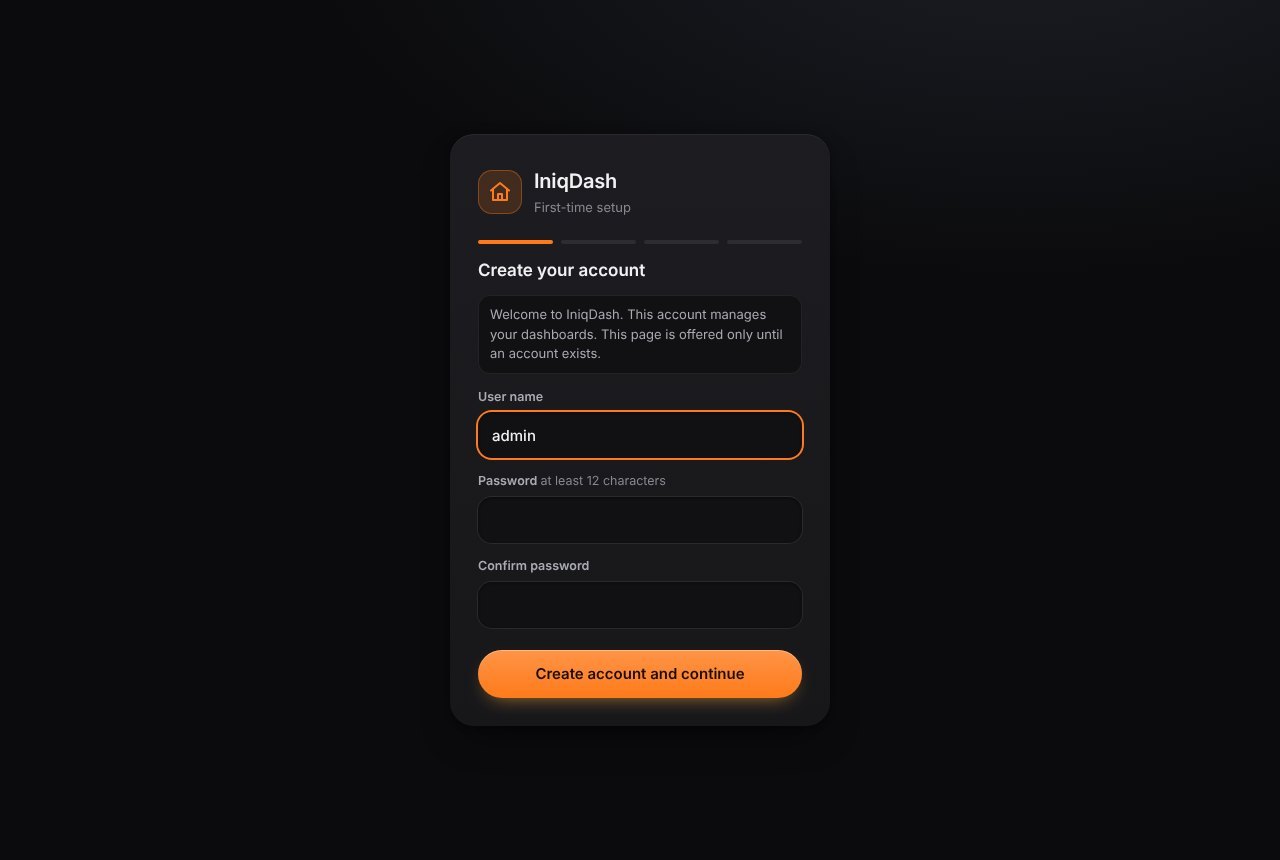 IniqDash
First-time setup
Create your account
Welcome to IniqDash. This account manages
your dashboards. This page is offered only until
an account exists.
User name
admin
Password at least 12 characters
Confirm password
Create account and continue